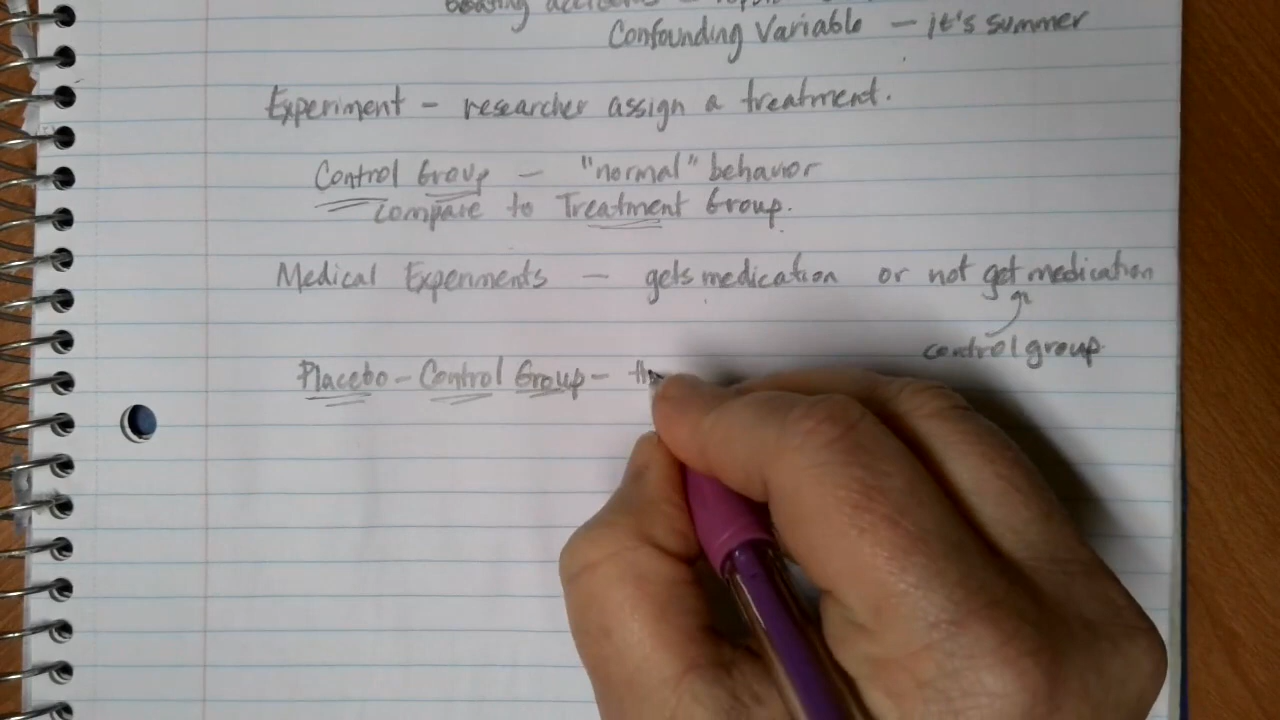 Confounding Variable - it's summer
Experiment - researcher assign a treatment.
Control Group - "normal" behavior
compare to Treatment Group.
Medical Experiments - gets medication or not get medication
control group
Placebo - Control Group - th